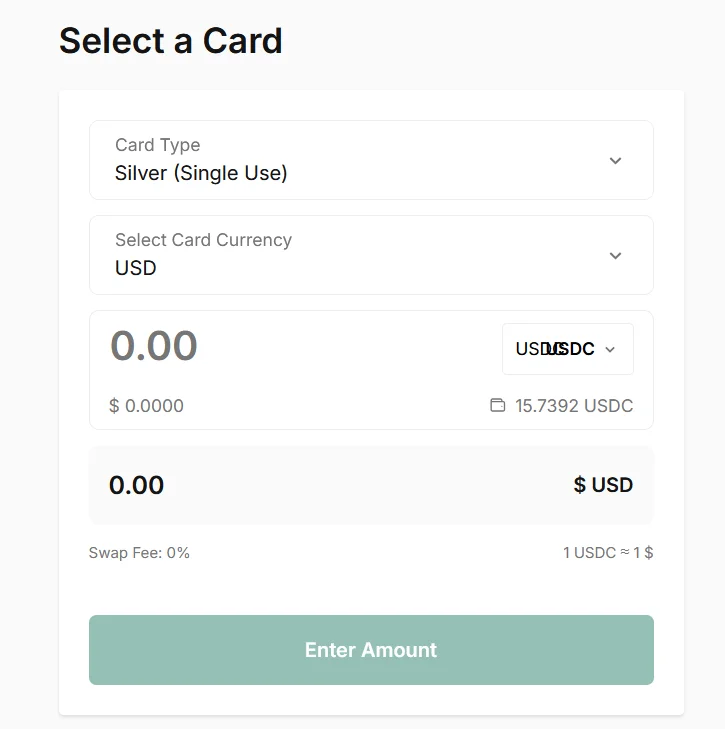 Select a Card
Card Type
Silver (Single Use)
Select Card Currency
USD
0.00
USDC USDC
$ 0.0000
15.7392 USDC
0.00
$ USD
Swap Fee: 0%
1 USDC ≈ 1 $
Enter Amount